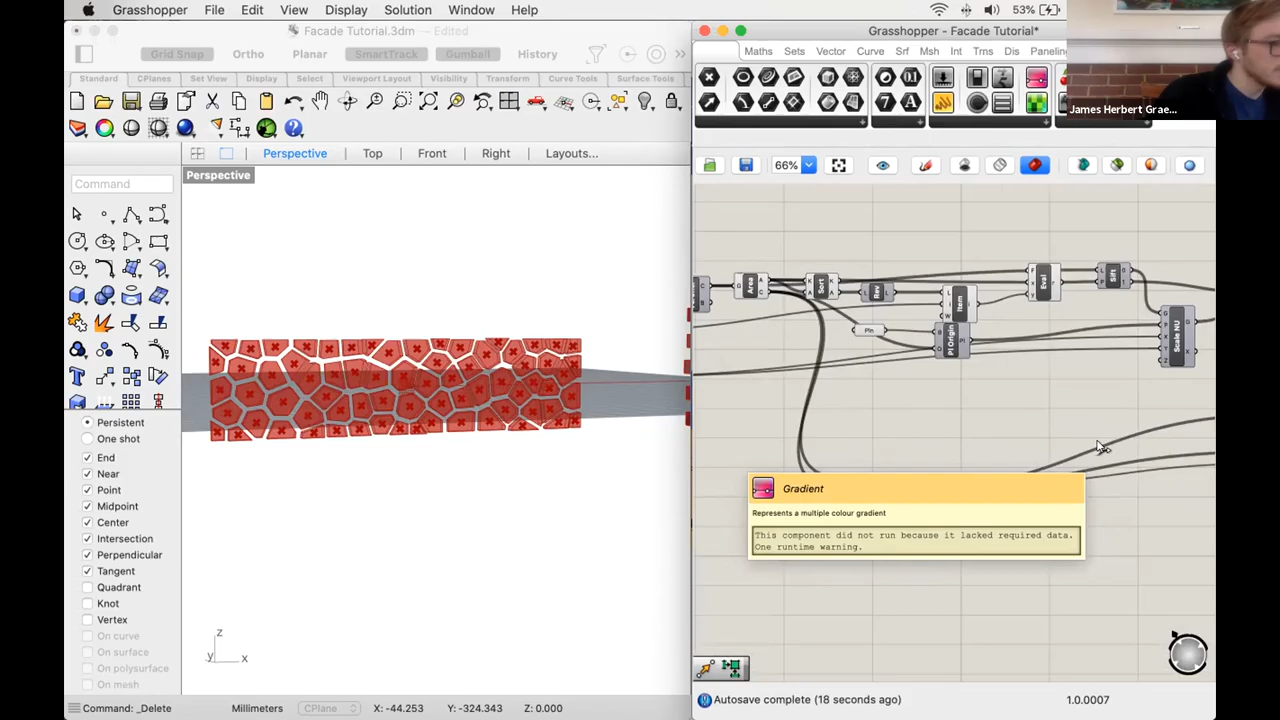 Grasshopper File Edit View Display Solution Window Help
53%
Facade Tutorial.3dm — Edited
Grid Snap Ortho Planar SmartTrack Gumball History
Standard CPlanes Set View Display Select Viewport Layout Visibility Transform Curve Tools Surface Tools
Perspective Top Front Right Layouts...
Perspective
Command
Persistent
One shot
End
Near
Point
Midpoint
Center
Intersection
Perpendicular
Tangent
Quadrant
Knot
Vertex
On curve
On surface
On polysurface
On mesh
z
y x
Command: _Delete Millimeters CPlane X: -44.253 Y: -324.343 Z: 0.000
Grasshopper - Facade Tutorial*
Maths Sets Vector Curve Srf Msh Int Trns Dis Paneling
James Herbert Grae...
66%
Area
Sort
Rev
Item
Pln
Pl Origin
Eval
Sift
Scale NU
Gradient
Represents a multiple colour gradient
This component did not run because it lacked required data.
One runtime warning.
Autosave complete (18 seconds ago) 1.0.0007